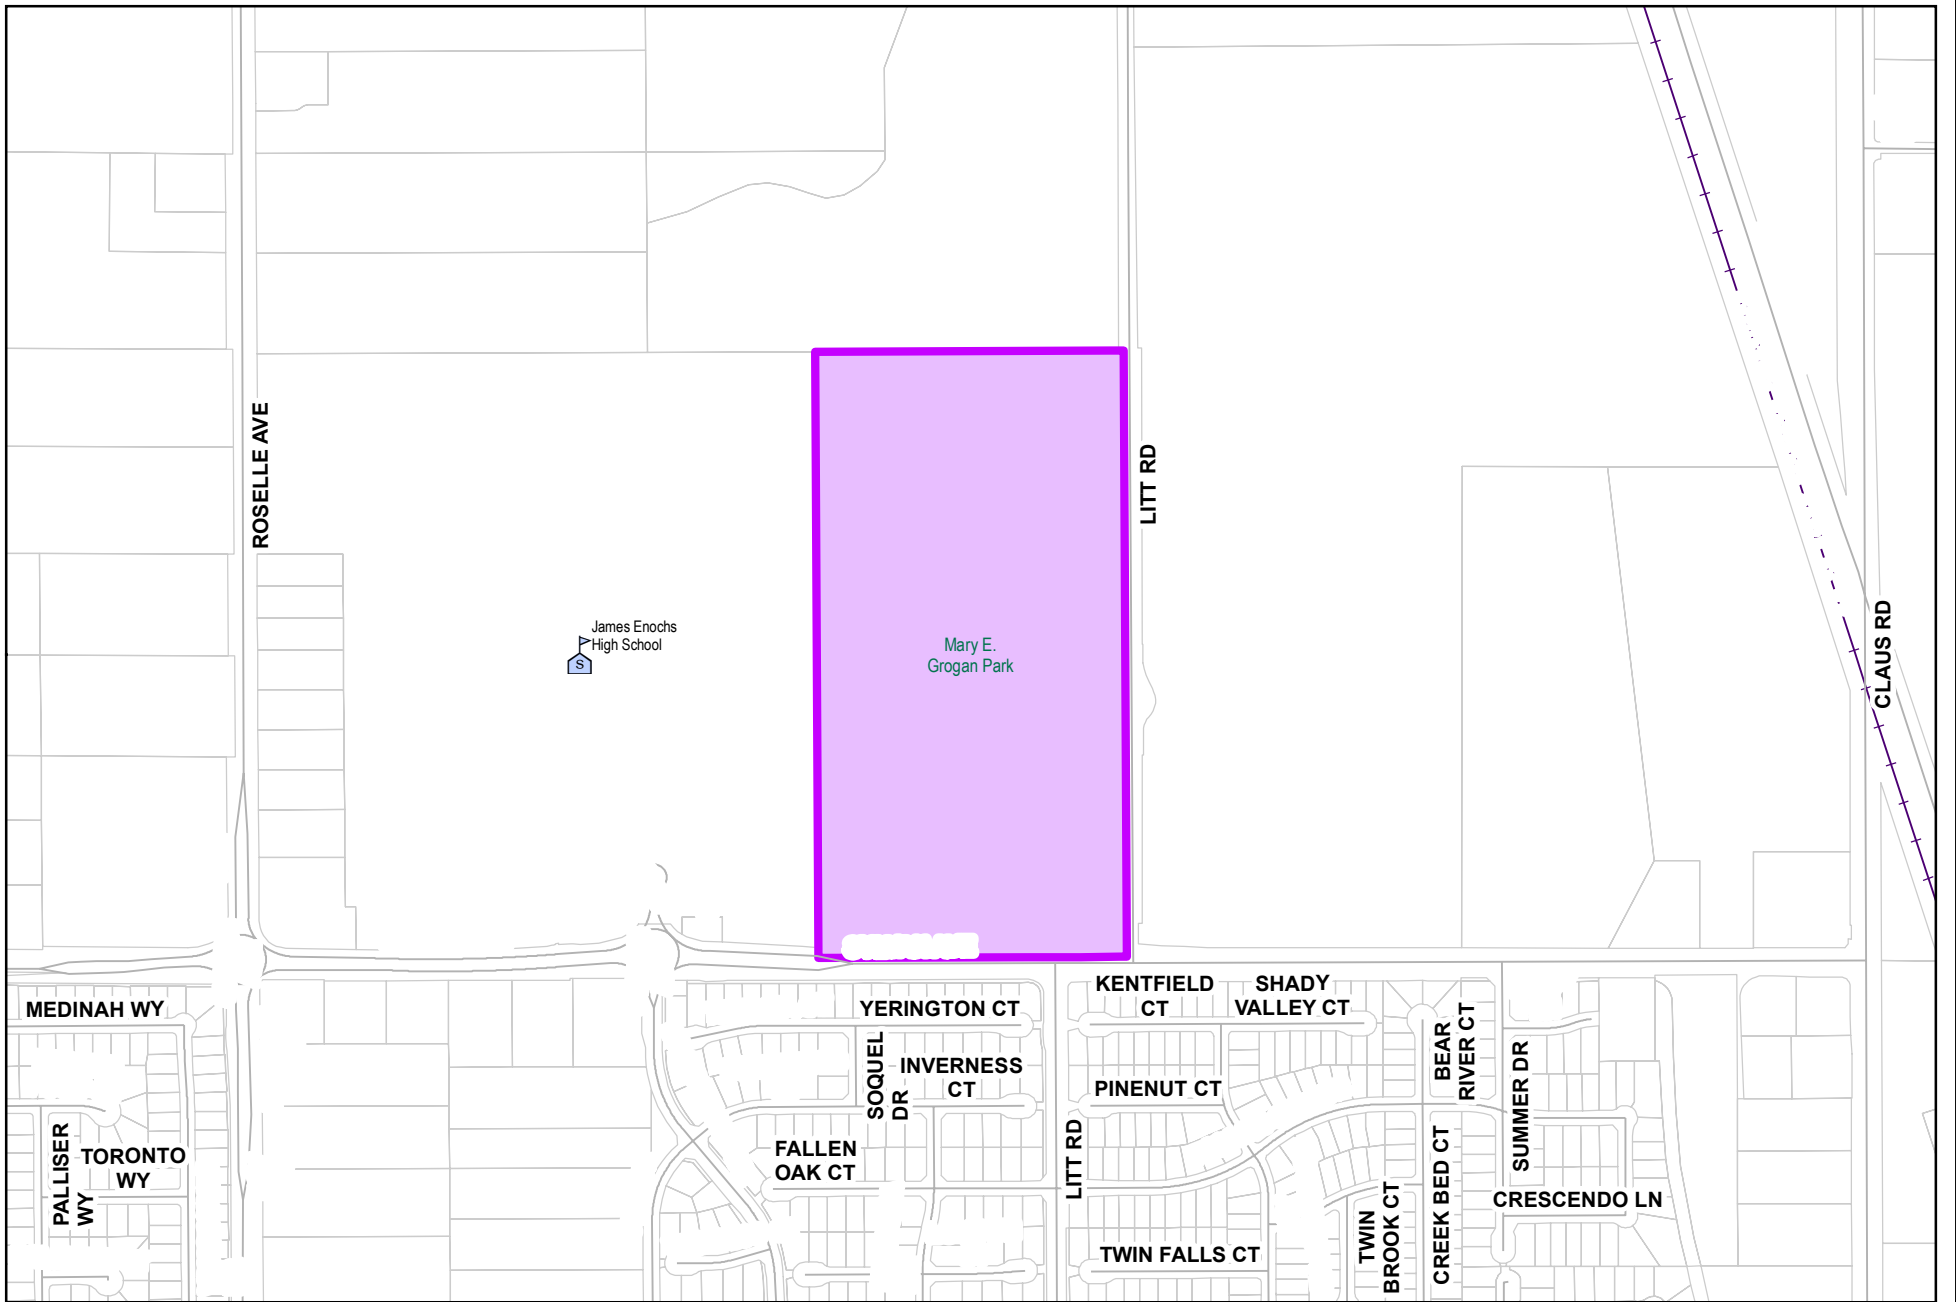 ROSELLE AVE
LITT RD
James Enochs
High School
S
Mary E.
Grogan Park
CLAUS RD
MEDINAH WY
YERINGTON CT
KENTFIELD
CT
SHADY
VALLEY CT
BEAR
RIVER CT
SOQUEL
DR
INVERNESS
CT
PINENUT CT
SUMMER DR
PALLISER
WY
TORONTO
WY
FALLEN
OAK CT
LITT RD
CREEK BED CT
CRESCENDO LN
TWIN
BROOK CT
TWIN FALLS CT